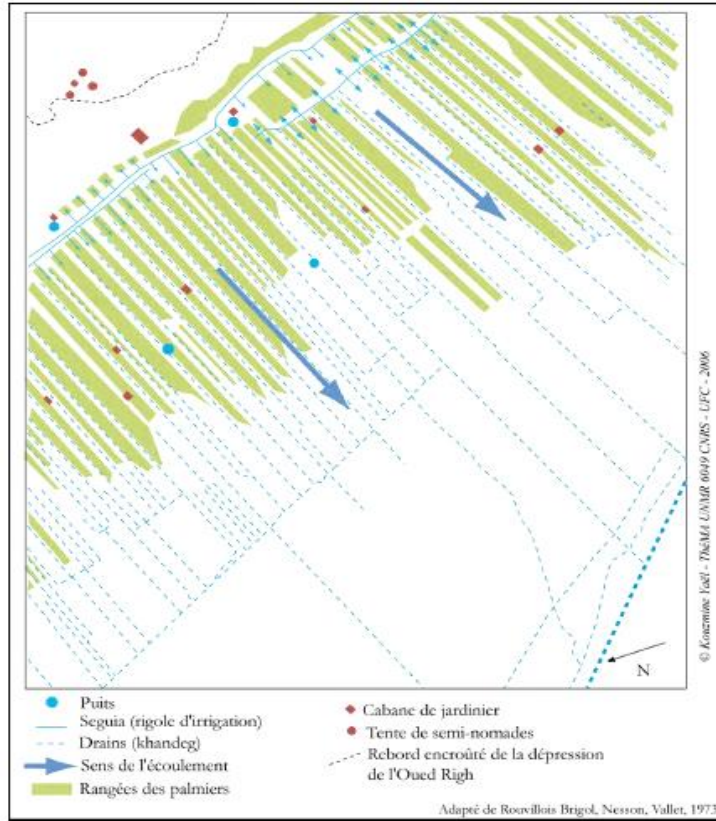 © Kouzmine Yaël - ThéMA UNMR 6049 CNRS - UFC - 2006
N
Puits
Seguia (rigole d'irrigation)
Drains (khandeg)
Sens de l'écoulement
Rangées des palmiers
Cabane de jardinier
Tente de semi-nomades
Rebord encroûté de la dépression
de l'Oued Righ
Adapté de Rouvillois Brigol, Nesson, Vallet, 1973